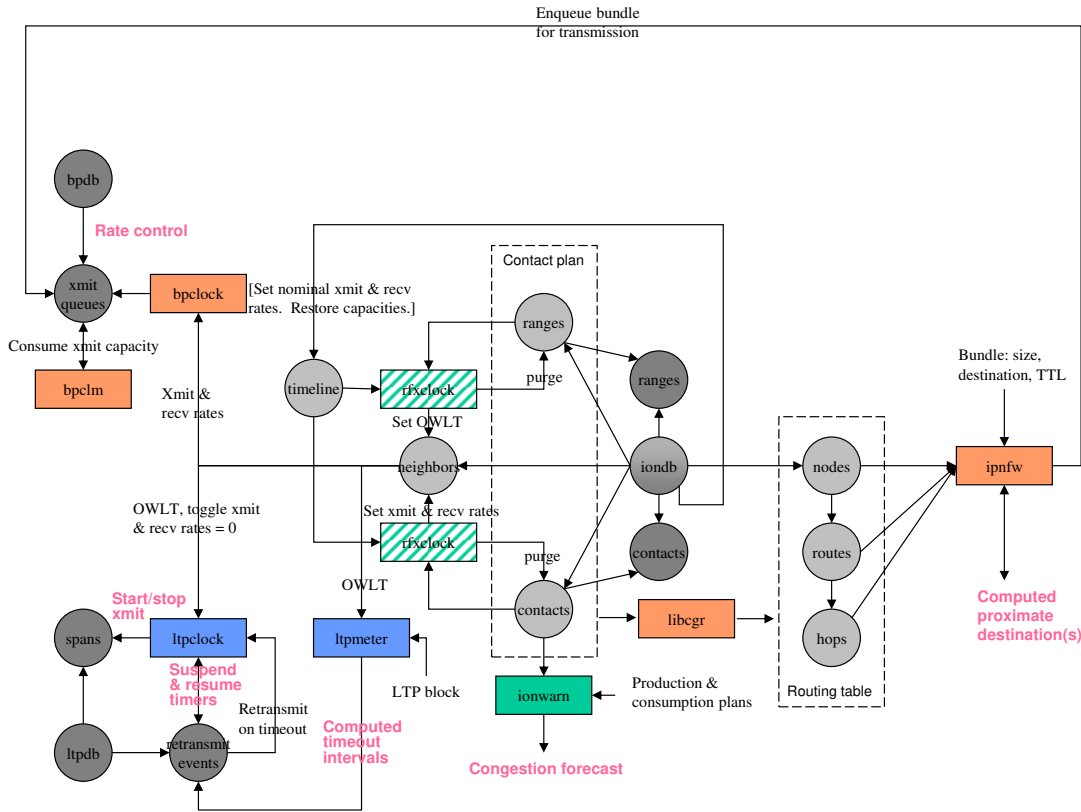 Enqueue bundle
for transmission
bpdb
Rate control
Contact plan
xmit
queues
bpclock
[Set nominal xmit & recv
rates.  Restore capacities.]
ranges
Consume xmit capacity
bpclm
Xmit &
recv rates
timeline
rfxclock
purge
ranges
Bundle: size,
destination, TTL
Set OWLT
neighbors
iondb
nodes
ipnfw
OWLT, toggle xmit
& recv rates = 0
Set xmit & recv rates
rfxclock
purge
contacts
routes
OWLT
Start/stop
xmit
contacts
Computed
proximate
destination(s)
spans
ltpclock
ltpmeter
libcgr
hops
Suspend
& resume
timers
LTP block
ionwarn
Production &
consumption plans
Routing table
Retransmit
on timeout
Computed
timeout
intervals
ltpdb
retransmit
events
Congestion forecast